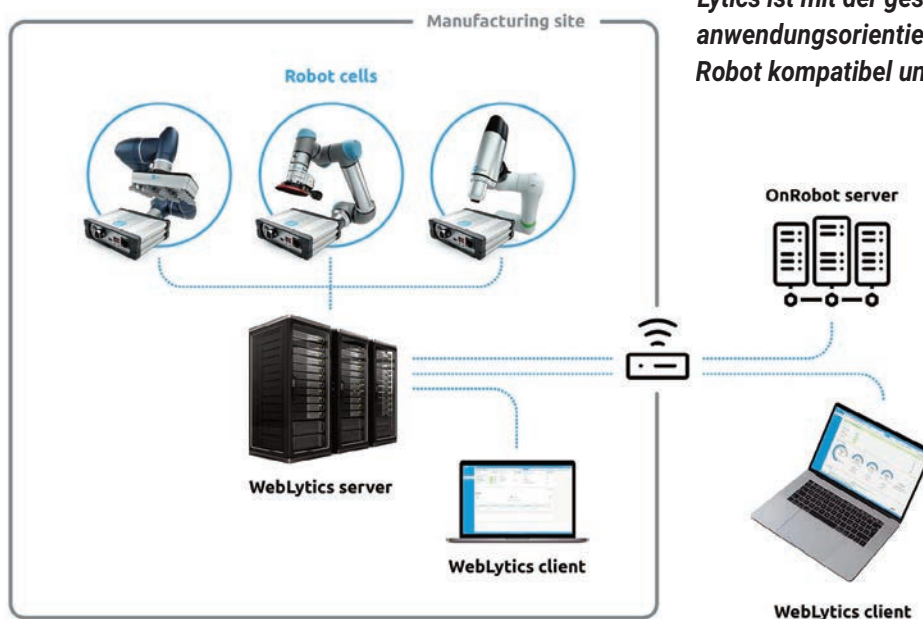 Lytics ist mit der ges
anwendungsorientie
Robot kompatibel un
Manufacturing site
Robot cells
OnRobot server
WebLytics server
WebLytics client
WebLytics client